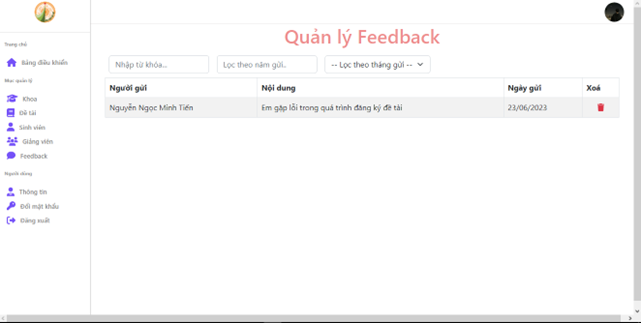 Trang chủ
Bảng điều khiển
Mục quản lý
Khoa
Đề tài
Sinh viên
Giảng viên
Feedback
Người dùng
Thông tin
Đổi mật khẩu
Đăng xuất
Quản lý Feedback
Nhập từ khóa...
Lọc theo năm gửi..
-- Lọc theo tháng gửi --
Người gửi Nội dung Ngày gửi Xoá
Nguyễn Ngọc Minh Tiến Em gặp lỗi trong quá trình đăng ký đề tài 23/06/2023